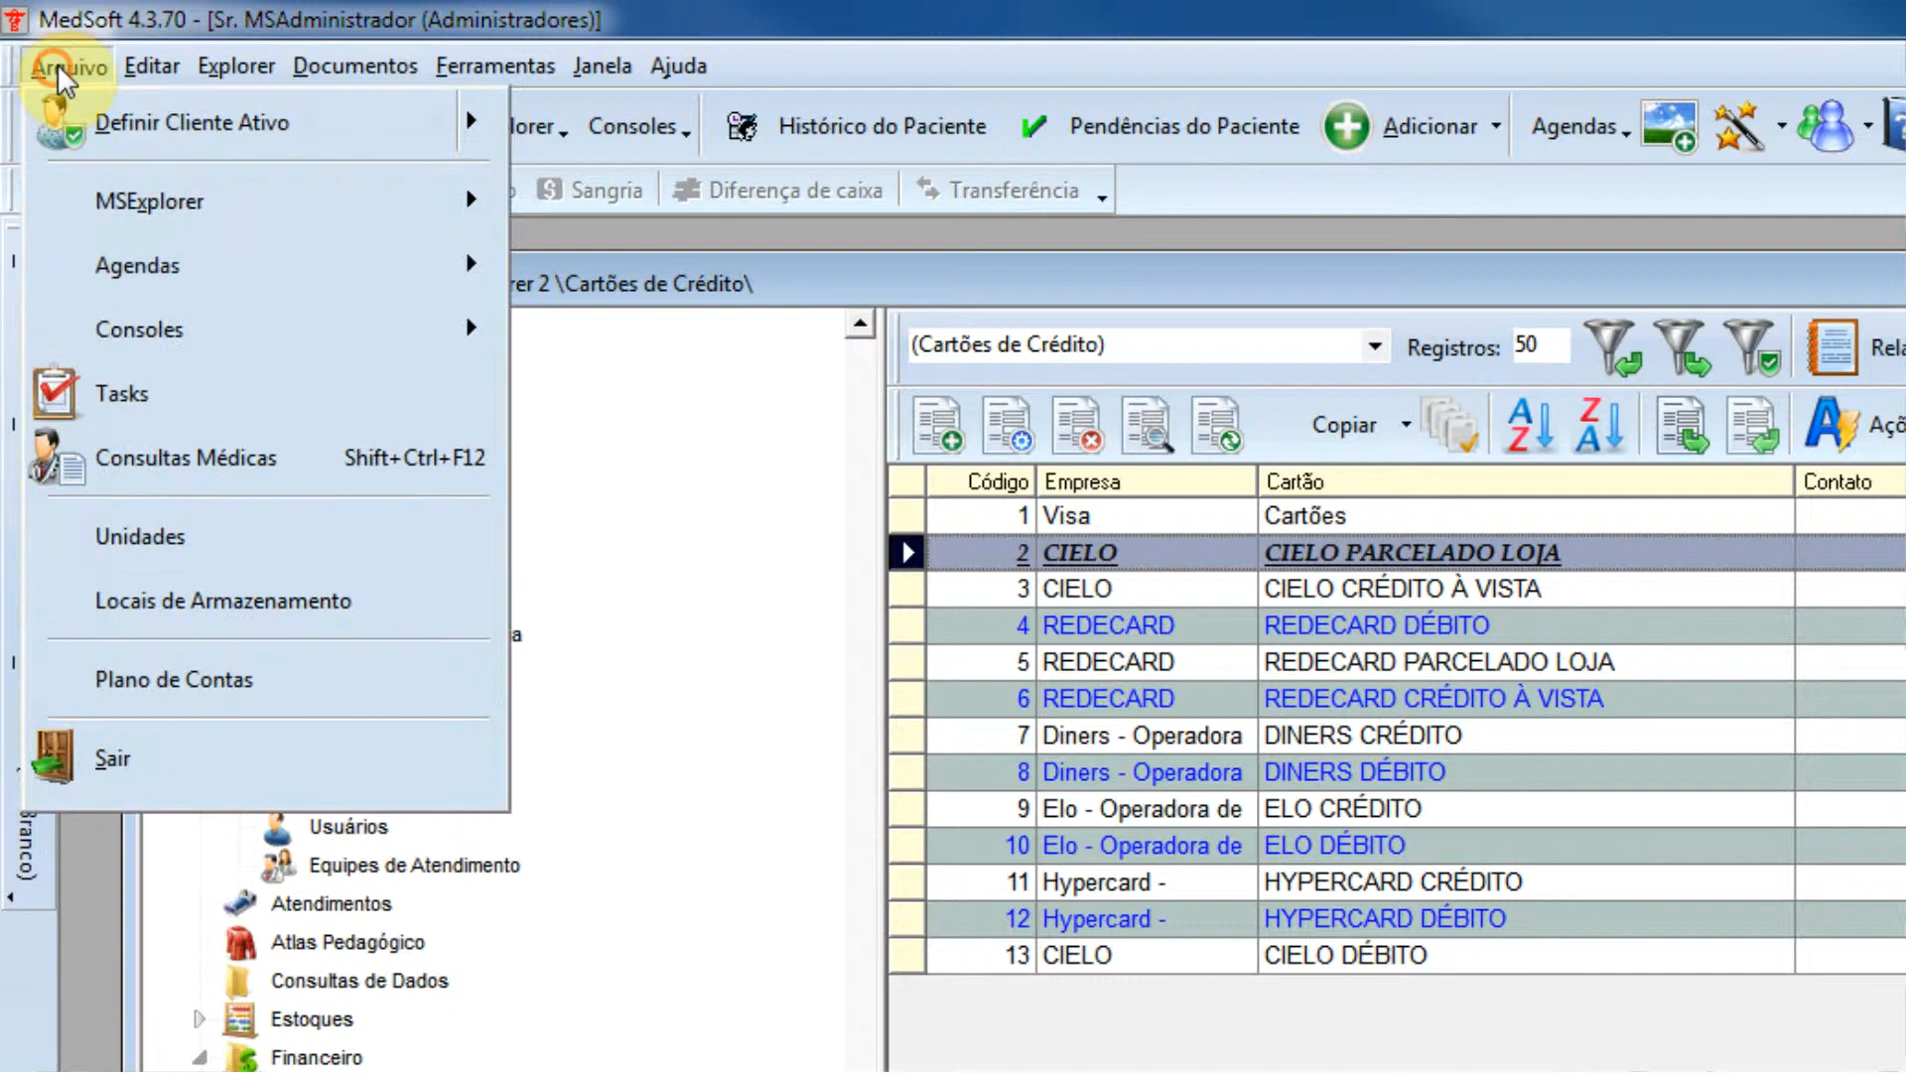 MedSoft 4.3.70 - [Sr. MSAdministrador (Administradores)]
Arquivo Editar Explorer Documentos Ferramentas Janela Ajuda
lorer Consoles Histórico do Paciente Pendências do Paciente Adicionar Agendas
Sangria Diferença de caixa Transferência
Definir Cliente Ativo
MSExplorer
Agendas
Consoles
Tasks
Consultas Médicas Shift+Ctrl+F12
Unidades
Locais de Armazenamento
Plano de Contas
Sair
rer 2 \Cartões de Crédito\
a
Branco)
Usuários
Equipes de Atendimento
Atendimentos
Atlas Pedagógico
Consultas de Dados
Estoques
Financeiro
(Cartões de Crédito) Registros: 50 Rela
Copiar Açõ
Código Empresa Cartão Contato
1 Visa Cartões
2 CIELO CIELO PARCELADO LOJA
3 CIELO CIELO CRÉDITO À VISTA
4 REDECARD REDECARD DÉBITO
5 REDECARD REDECARD PARCELADO LOJA
6 REDECARD REDECARD CRÉDITO À VISTA
7 Diners - Operadora DINERS CRÉDITO
8 Diners - Operadora DINERS DÉBITO
9 Elo - Operadora de ELO CRÉDITO
10 Elo - Operadora de ELO DÉBITO
11 Hypercard - HYPERCARD CRÉDITO
12 Hypercard - HYPERCARD DÉBITO
13 CIELO CIELO DÉBITO